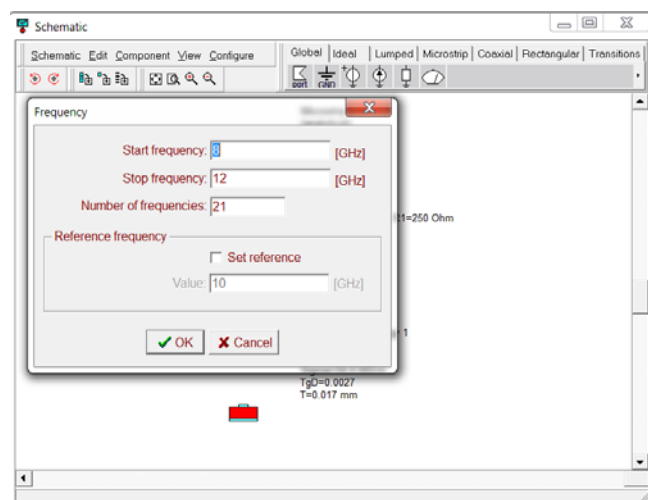 Schematic
Schematic Edit Component View Configure
Global Ideal Lumped Microstrip Coaxial Rectangular Transitions
port GND
Frequency
Start frequency: 8 [GHz]
Stop frequency: 12 [GHz]
Number of frequencies: 21
R1=250 Ohm
Reference frequency
Set reference
Value: 10 [GHz]
1
OK Cancel
TgD=0.0027
T=0.017 mm